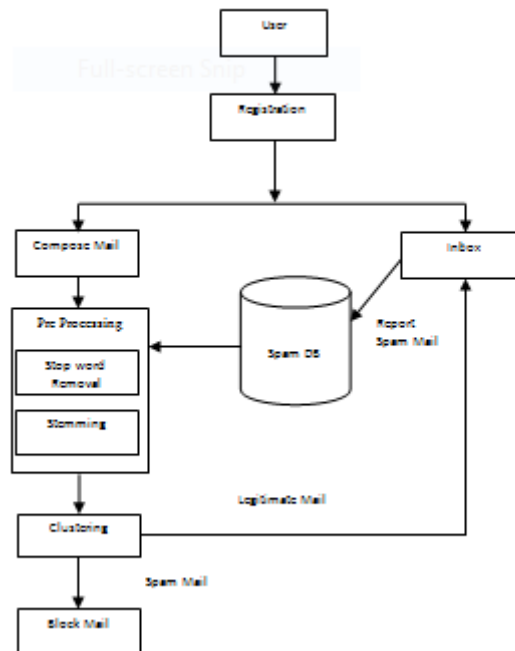 User
Full-screen Snip
Registration
Compose Mail
Inbox
Pre Processing
Stop word
Removal
Stemming
Spam DB
Report
Spam Mail
Legitimate Mail
Clustering
Spam Mail
Block Mail